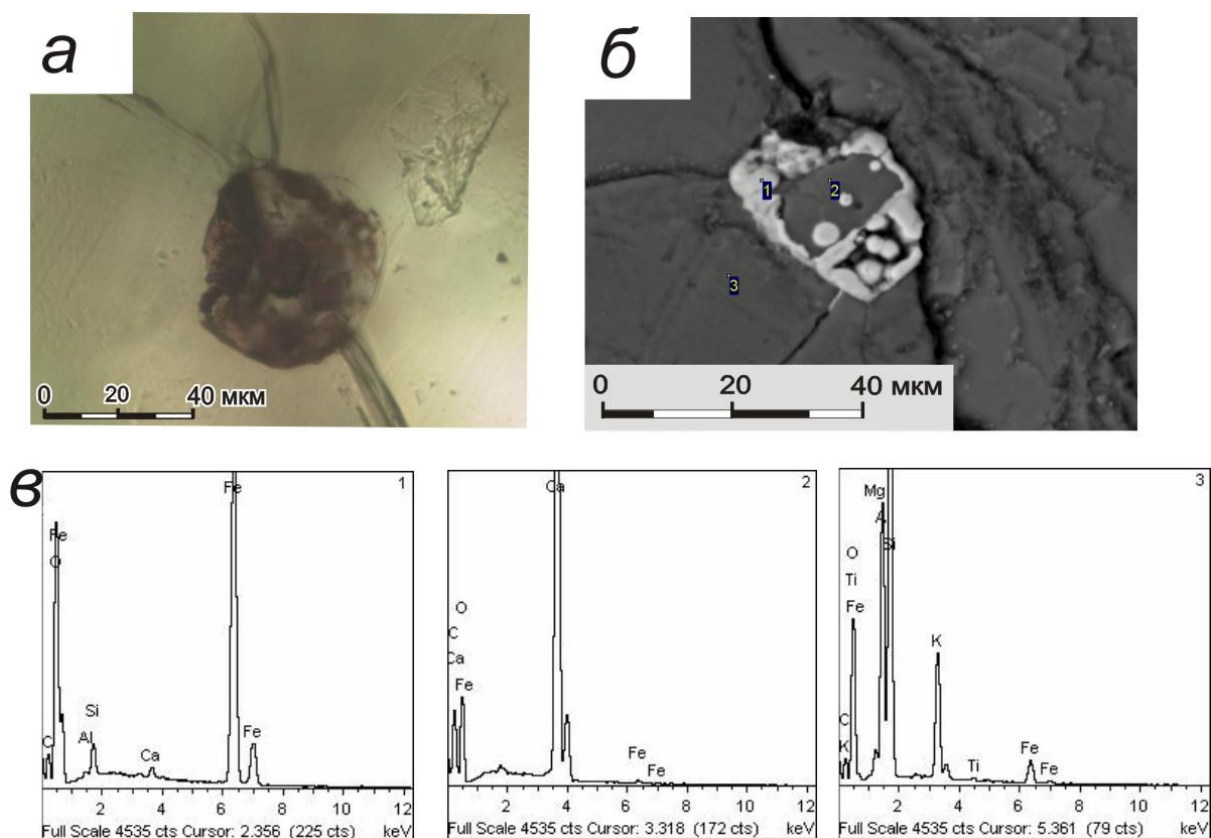 а
0 20 40 мкм
б
1
2
3
0 20 40 мкм
в
1
Fe
Fe
O
Si
Al
C
Ca
Fe
2 4 6 8 10 12
Full Scale 4535 cts Cursor: 2.356 (225 cts) keV
2
Ca
O
C
Ca
Fe
Fe
Fe
2 4 6 8 10 12
Full Scale 4535 cts Cursor: 3.318 (172 cts) keV
3
Mg
A
Si
O
Ti
Fe
K
C
K
Ti
Fe
Fe
2 4 6 8 10 12
Full Scale 4535 cts Cursor: 5.361 (79 cts) keV